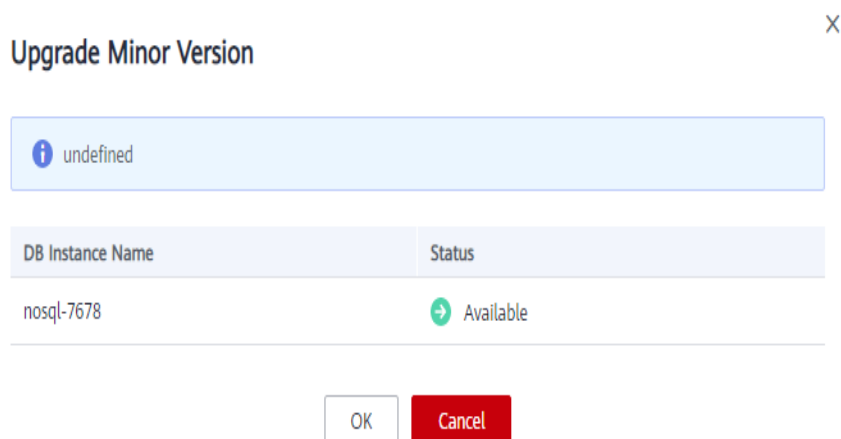 X
Upgrade Minor Version
undefined
DB Instance Name Status
nosql-7678 Available
OK Cancel